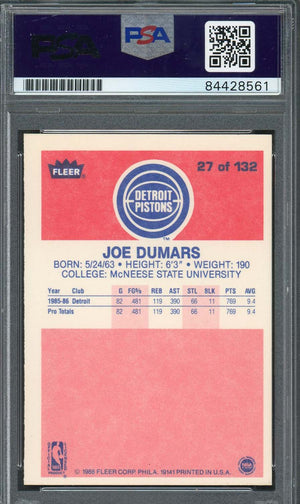 PSA
PSA
84428561
FLEER
DETROIT
PISTONS
TM
27 of 132
JOE DUMARS
BORN: 5/24/63 • HEIGHT: 6'3" • WEIGHT: 190
COLLEGE: McNEESE STATE UNIVERSITY
Year Club G FG% REB AST STL BLK PTS AVG
1985-86 Detroit 82 .481 119 390 66 11 769 9.4
Pro Totals 82 .481 119 390 66 11 769 9.4
NBA
© 1986 FLEER CORP. PHILA. 19141 PRINTED IN U.S.A.